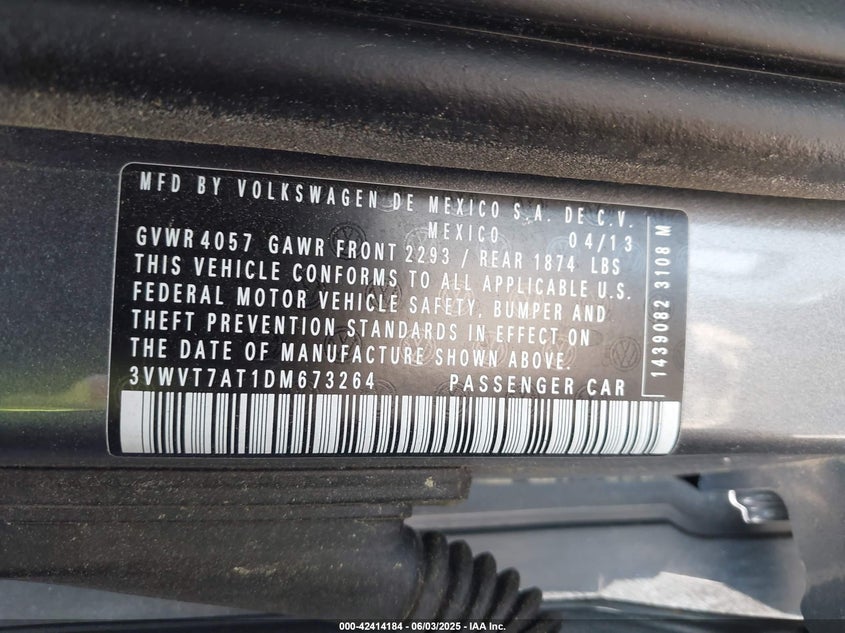 MFD BY VOLKSWAGEN DE MEXICO S.A. DE C.V.
MEXICO 04/13
GVWR 4057 GAWR FRONT 2293 / REAR 1874 LBS
THIS VEHICLE CONFORMS TO ALL APPLICABLE U.S.
FEDERAL MOTOR VEHICLE SAFETY, BUMPER AND
THEFT PREVENTION STANDARDS IN EFFECT ON
THE DATE OF MANUFACTURE SHOWN ABOVE.
3VWVT7AT1DM673264 PASSENGER CAR
1439082 3108 M
000-42414184 - 06/03/2025 - IAA Inc.